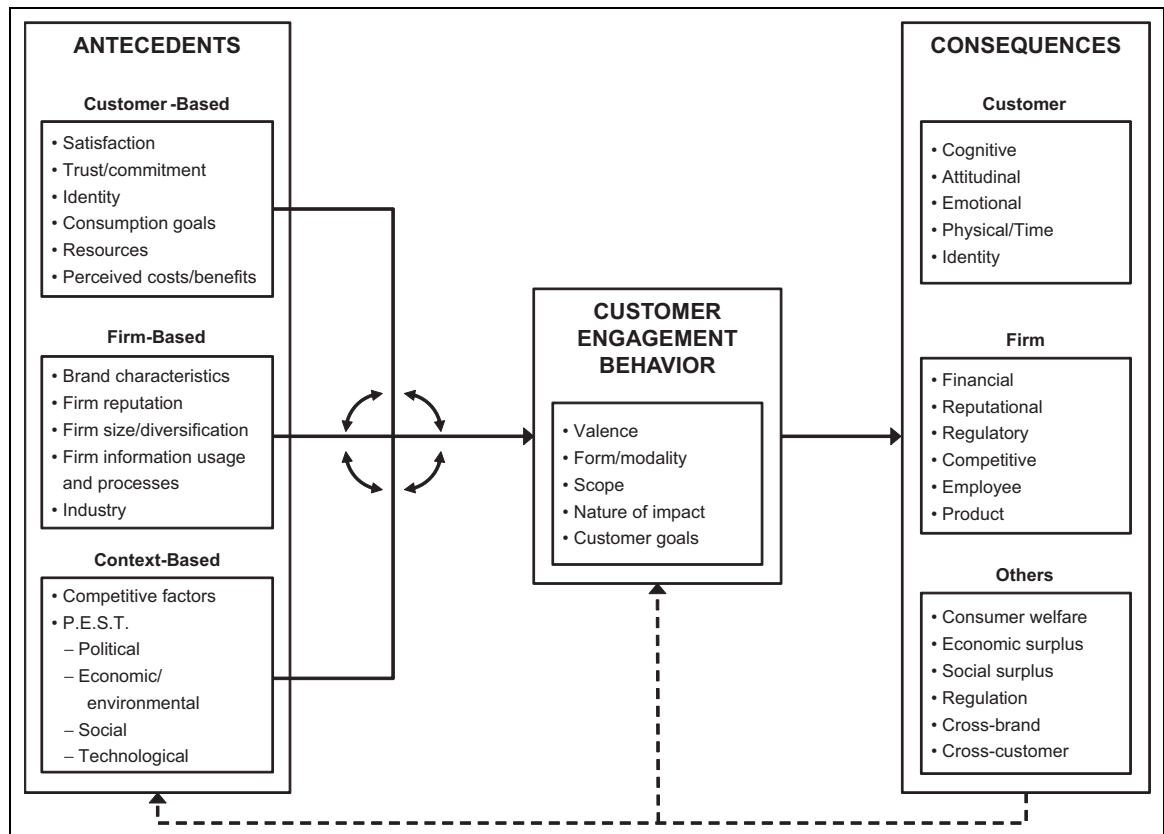 ANTECEDENTS
Customer -Based
• Satisfaction
• Trust/commitment
• Identity
• Consumption goals
• Resources
• Perceived costs/benefits
Firm-Based
• Brand characteristics
• Firm reputation
• Firm size/diversification
• Firm information usage
and processes
• Industry
Context-Based
• Competitive factors
• P.E.S.T.
– Political
– Economic/
environmental
– Social
– Technological
CUSTOMER
ENGAGEMENT
BEHAVIOR
• Valence
• Form/modality
• Scope
• Nature of impact
• Customer goals
CONSEQUENCES
Customer
• Cognitive
• Attitudinal
• Emotional
• Physical/Time
• Identity
Firm
• Financial
• Reputational
• Regulatory
• Competitive
• Employee
• Product
Others
• Consumer welfare
• Economic surplus
• Social surplus
• Regulation
• Cross-brand
• Cross-customer